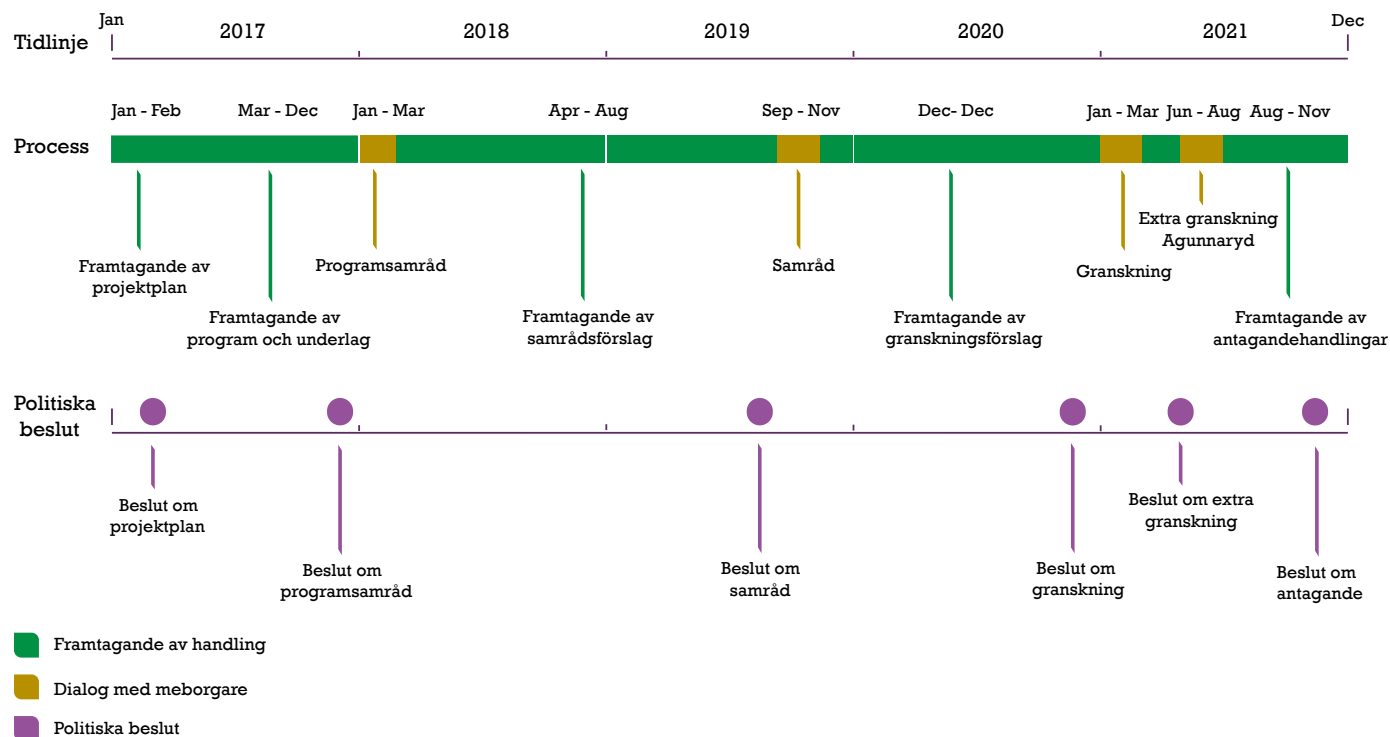 Jan
Dec
Tidlinje
2017
2018
2019
2020
2021
Jan - Feb
Mar - Dec
Jan - Mar
Apr - Aug
Sep - Nov
Dec- Dec
Jan - Mar
Jun - Aug
Aug - Nov
Process
Framtagande av
projektplan
Framtagande av
program och underlag
Programsamråd
Framtagande av
samrådsförslag
Samråd
Framtagande av
granskningsförslag
Granskning
Extra granskning
Agunnaryd
Framtagande av
antagandehandlingar
Politiska
beslut
Beslut om
projektplan
Beslut om
programsamråd
Beslut om
samråd
Beslut om
granskning
Beslut om extra
granskning
Beslut om
antagande
Framtagande av handling
Dialog med meborgare
Politiska beslut